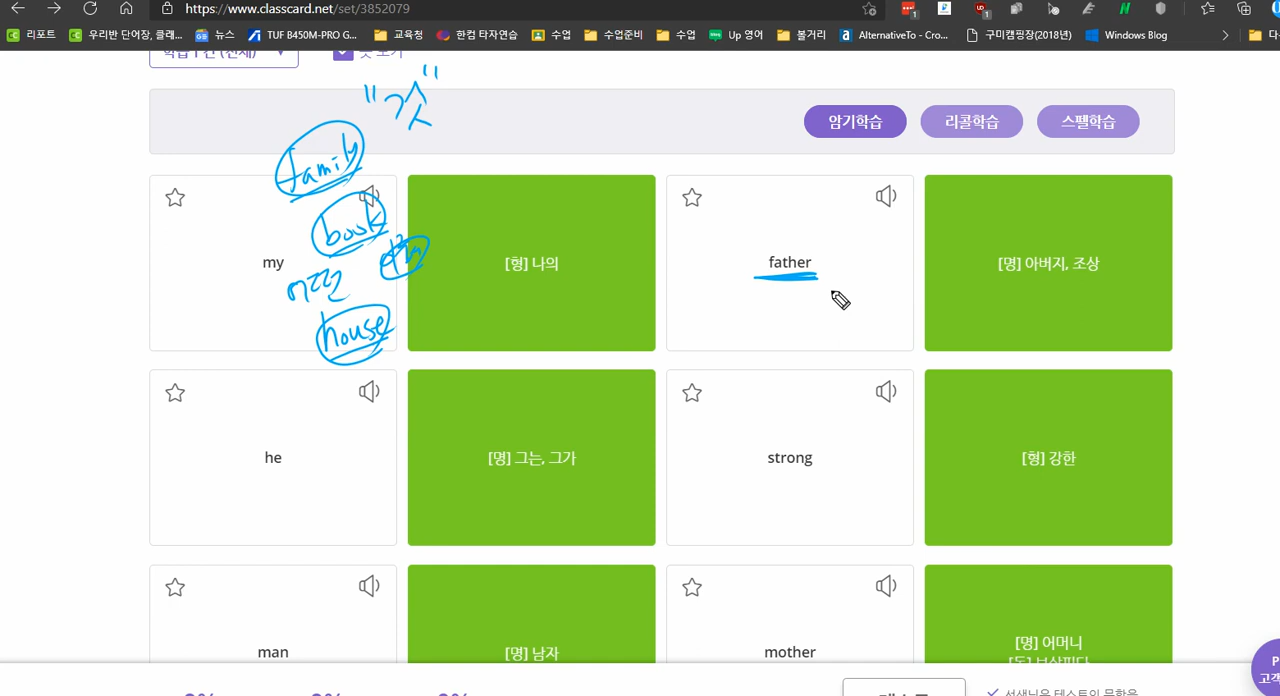 https://www.classcard.net/set/3852079
리포트 우리반 단어장, 클래... 뉴스 TUF B450M-PRO G... 교육청 한컴 타자연습 수업 수업준비 수업 Up 영어 볼거리 AlternativeTo - Cro... 구미캠핑장(2018년) Windows Blog
"것"
암기학습 리콜학습 스펠학습
family
book
my
어떤
house
[형] 나의
father
[명] 아버지, 조상
he
[명] 그는, 그가
strong
[형] 강한
man
[명] 남자
mother
[명] 어머니